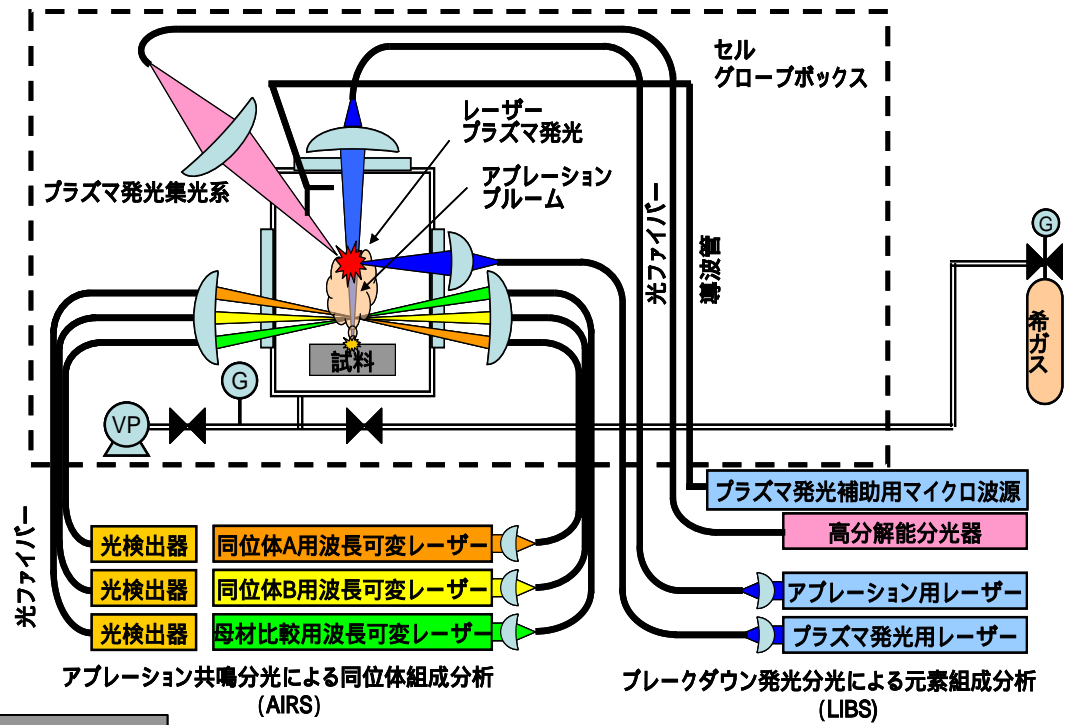 セル
グローブボックス
レーザー
プラズマ発光
アブレーション
プルーム
プラズマ発光集光系
光ファイバー
導波管
G
希ガス
試料
G
VP
プラズマ発光補助用マイクロ波源
高分解能分光器
アブレーション用レーザー
プラズマ発光用レーザー
光ファイバー
光検出器
同位体A用波長可変レーザー
光検出器
同位体B用波長可変レーザー
光検出器
母材比較用波長可変レーザー
アブレーション共鳴分光による同位体組成分析
(AIRS)
ブレークダウン発光分光による元素組成分析
(LIBS)